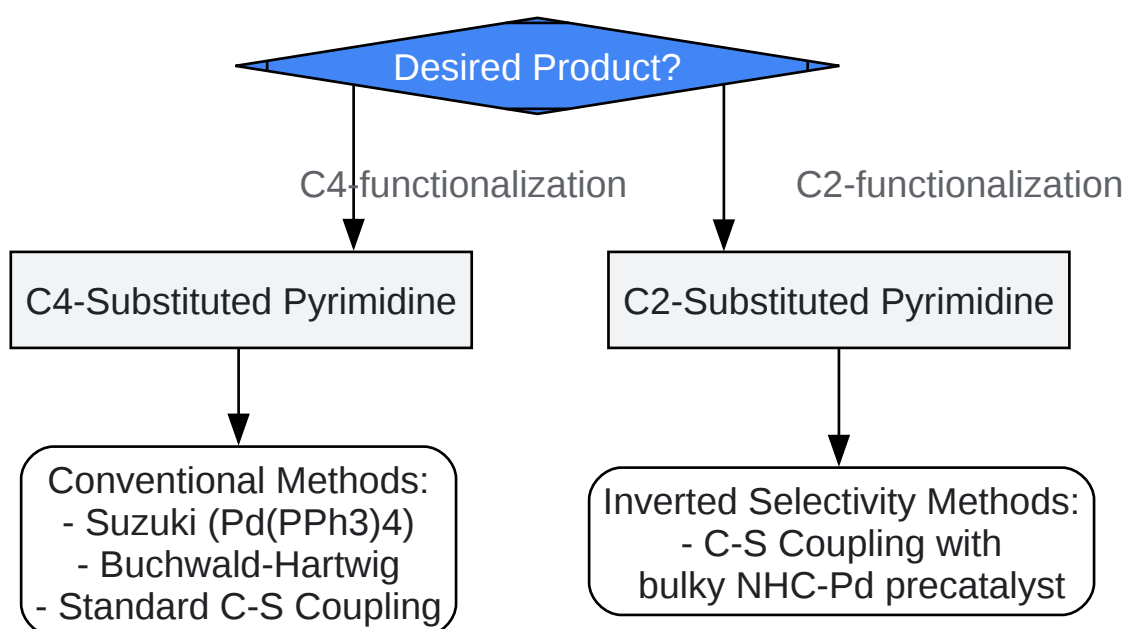 Desired Product?
C4-functionalization
C2-functionalization
C4-Substituted Pyrimidine
C2-Substituted Pyrimidine
Conventional Methods:
- Suzuki (Pd(PPh3)4)
- Buchwald-Hartwig
- Standard C-S Coupling
Inverted Selectivity Methods:
- C-S Coupling with
bulky NHC-Pd precatalyst